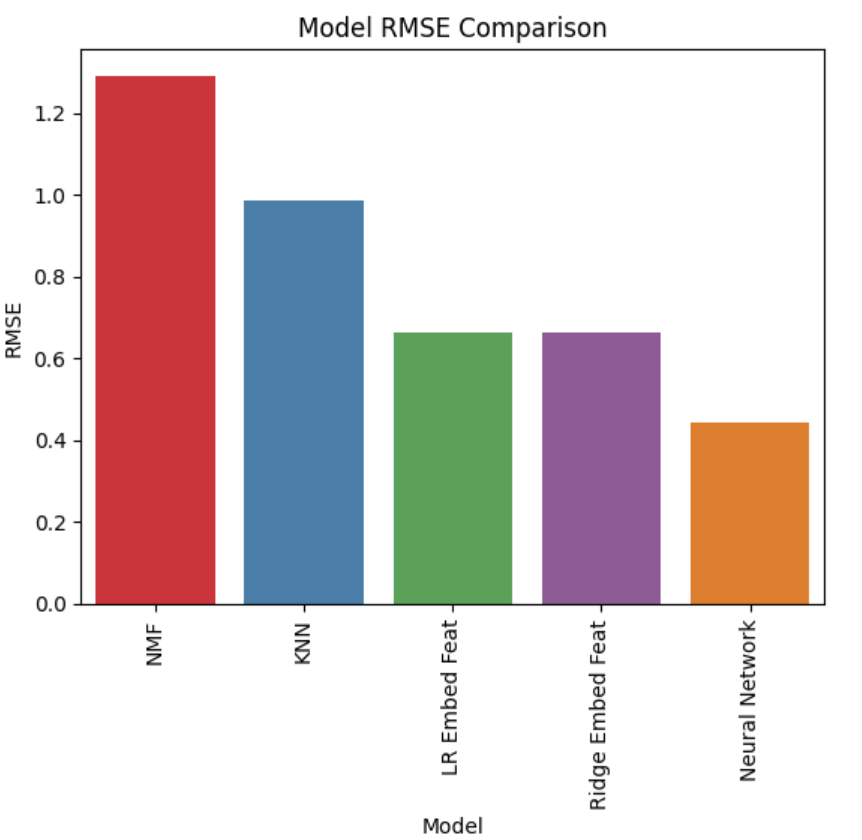 Model RMSE Comparison
RMSE
1.2
1.0
0.8
0.6
0.4
0.2
0.0
NMF
KNN
LR Embed Feat
Ridge Embed Feat
Neural Network
Model